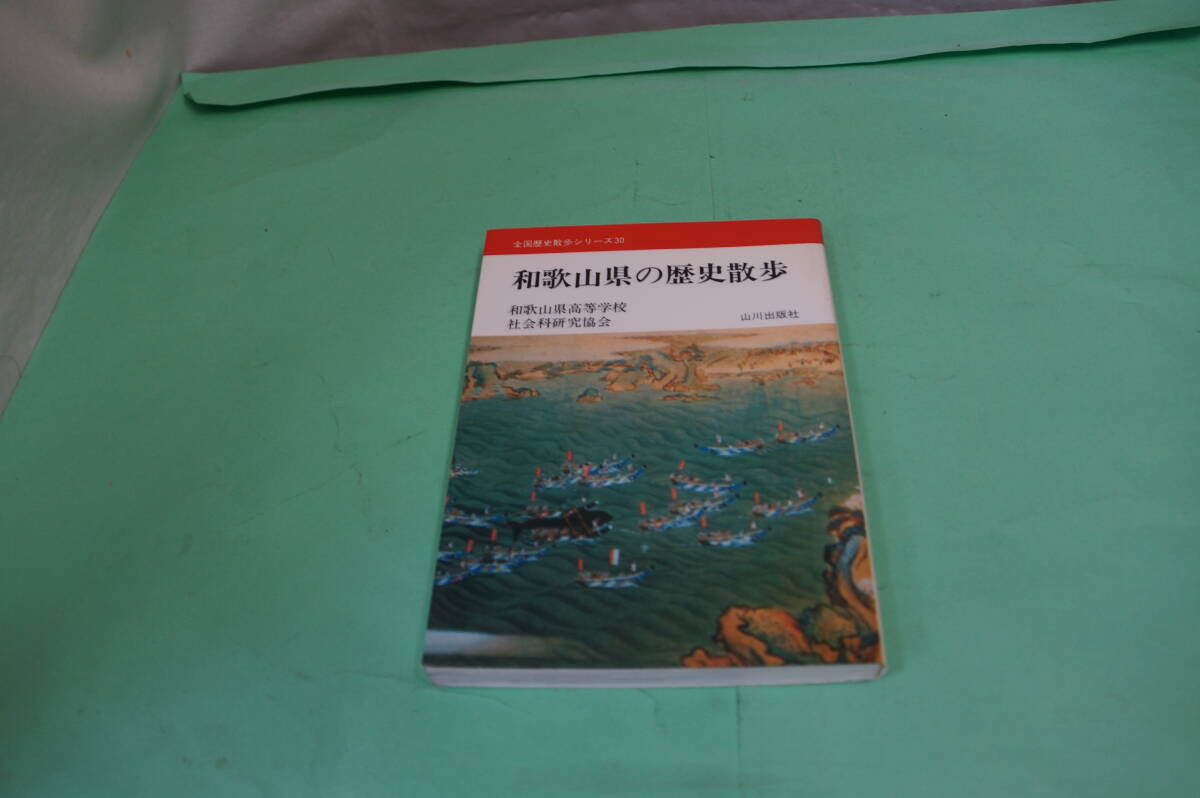 全国歴史散歩シリーズ30
和歌山県の歴史散歩
和歌山県高等学校
社会科研究協会
山川出版社